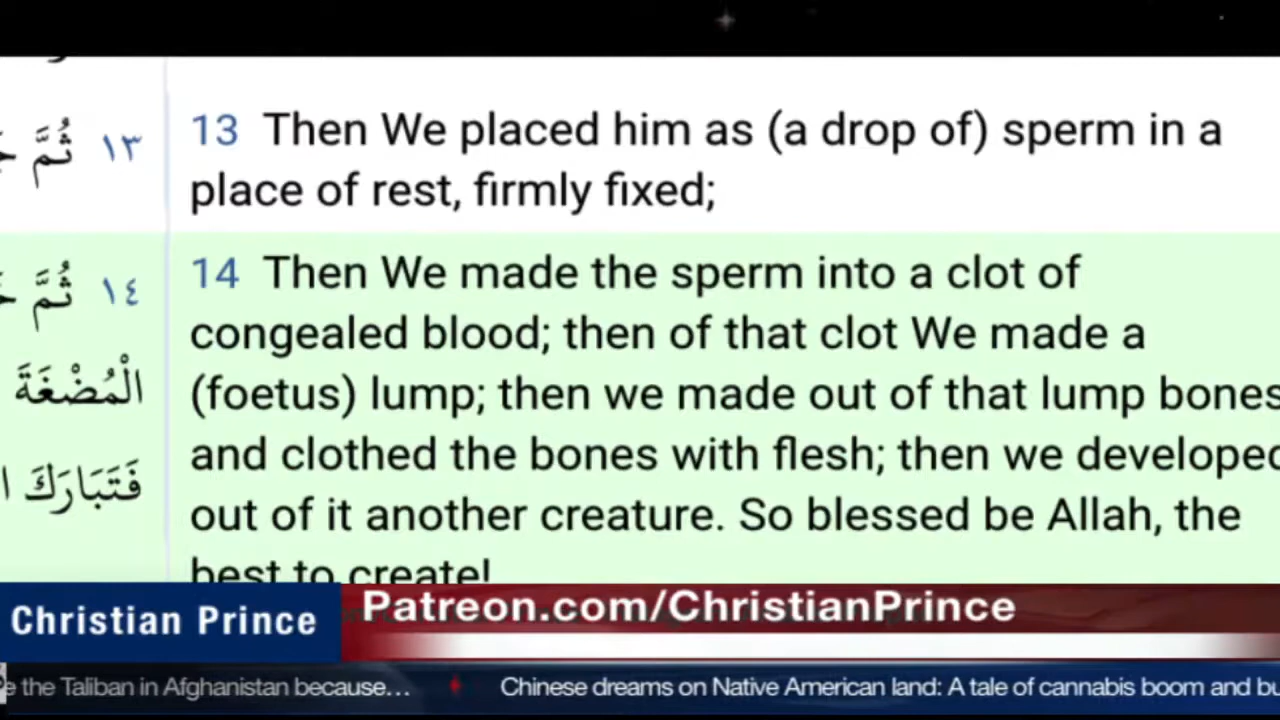 ١٣ ثُمَّ
13 Then We placed him as (a drop of) sperm in a
place of rest, firmly fixed;
١٤ ثُمَّ
الْمُضْغَةَ
فَتَبَارَكَ
14 Then We made the sperm into a clot of
congealed blood; then of that clot We made a
(foetus) lump; then we made out of that lump bones
and clothed the bones with flesh; then we developed
out of it another creature. So blessed be Allah, the
best to create!
Christian Prince
Patreon.com/ChristianPrince
the Taliban in Afghanistan because... Chinese dreams on Native American land: A tale of cannabis boom and